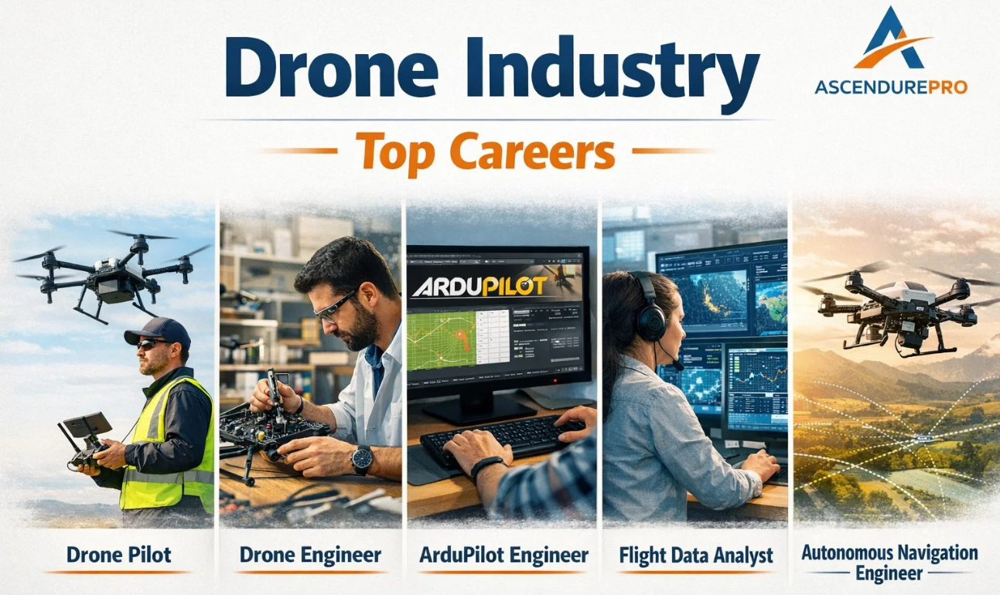 Drone Industry
ASCENDUREPRO
Top Careers
ARDUPILOT
Drone Pilot
Drone Engineer
ArduPilot Engineer
Flight Data Analyst
Autonomous Navigation
Engineer